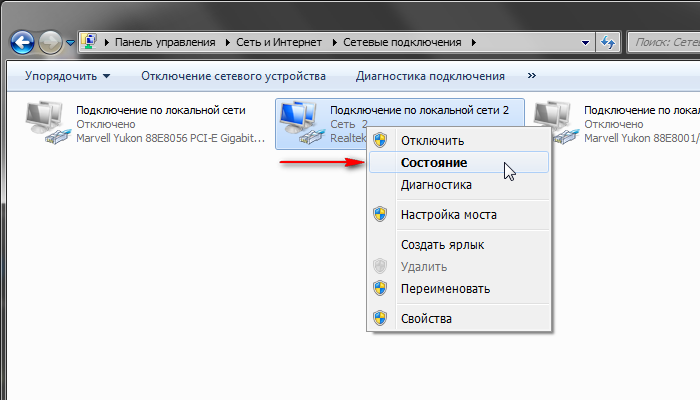 Панель управления ▸ Сеть и Интернет ▸ Сетевые подключения ▸
Поиск: Сете
Упорядочить Отключение сетевого устройства Диагностика подключения »
Подключение по локальной сети
Отключено
Marvell Yukon 88E8056 PCI-E Gigabit...
Подключение по локальной сети 2
Сеть 2
Realtek
Подключение по лока
Отключено
Marvell Yukon 88E8001/
Отключить
Состояние
Диагностика
Настройка моста
Создать ярлык
Удалить
Переименовать
Свойства